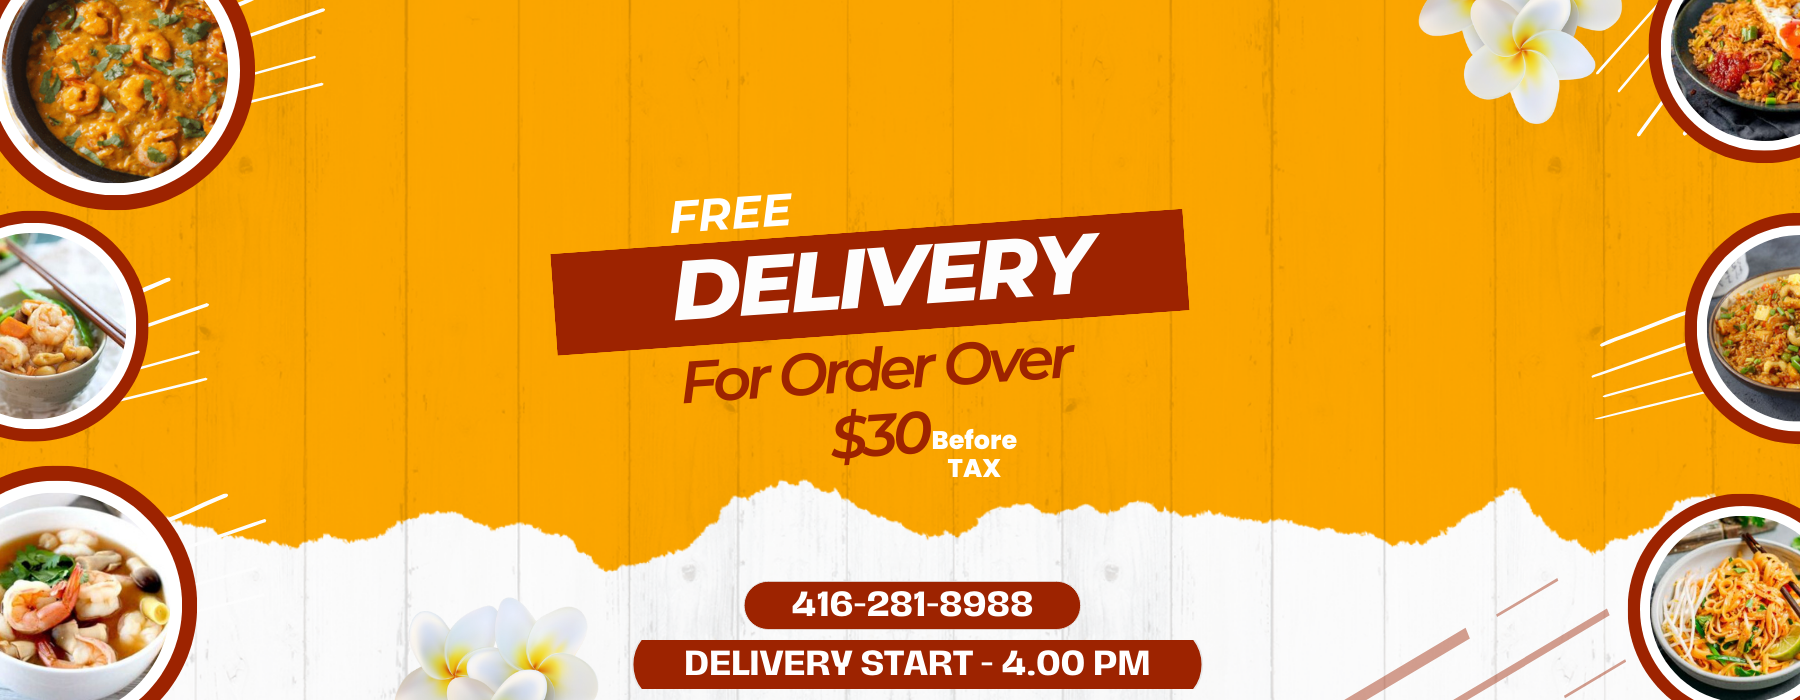 FREE
DELIVERY
For Order Over
$30 Before
TAX
416-281-8988
DELIVERY START - 4.00 PM